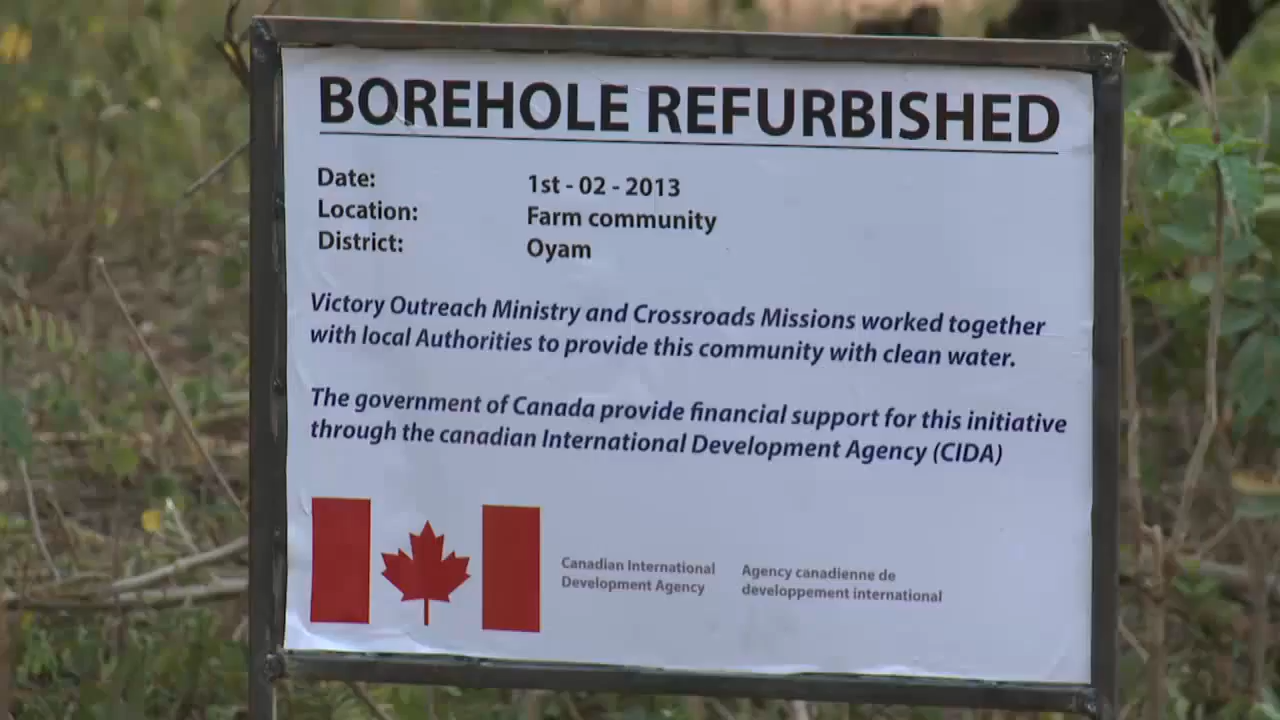 BOREHOLE REFURBISHED
Date: 1st - 02 - 2013
Location: Farm community
District: Oyam
Victory Outreach Ministry and Crossroads Missions worked together
with local Authorities to provide this community with clean water.
The government of Canada provide financial support for this initiative
through the canadian International Development Agency (CIDA)
Canadian International
Development Agency
Agency canadienne de
developpement international